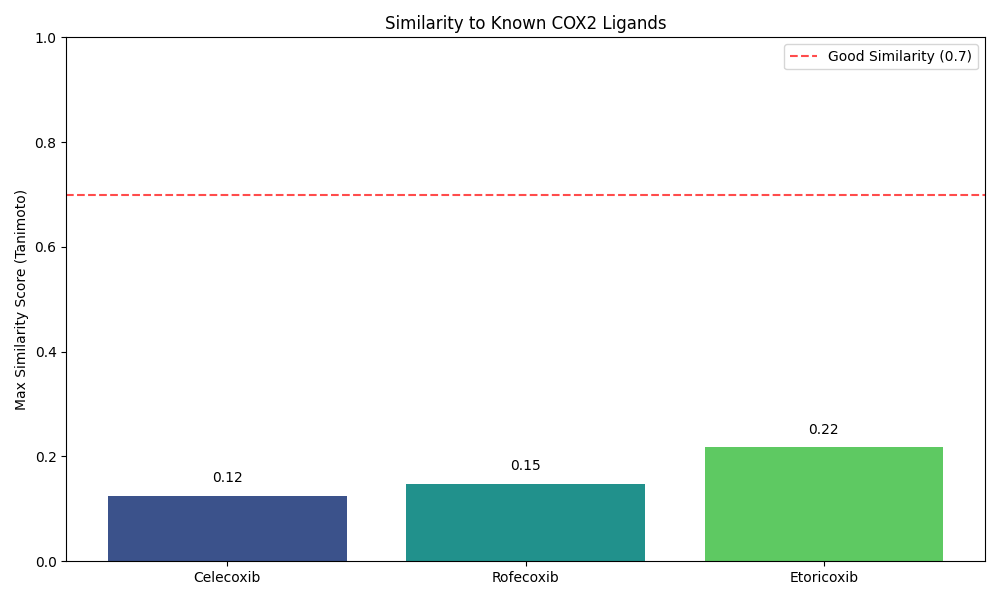 Similarity to Known COX2 Ligands
Good Similarity (0.7)
Max Similarity Score (Tanimoto)
1.0
0.8
0.6
0.4
0.2
0.0
0.12
0.15
0.22
Celecoxib
Rofecoxib
Etoricoxib